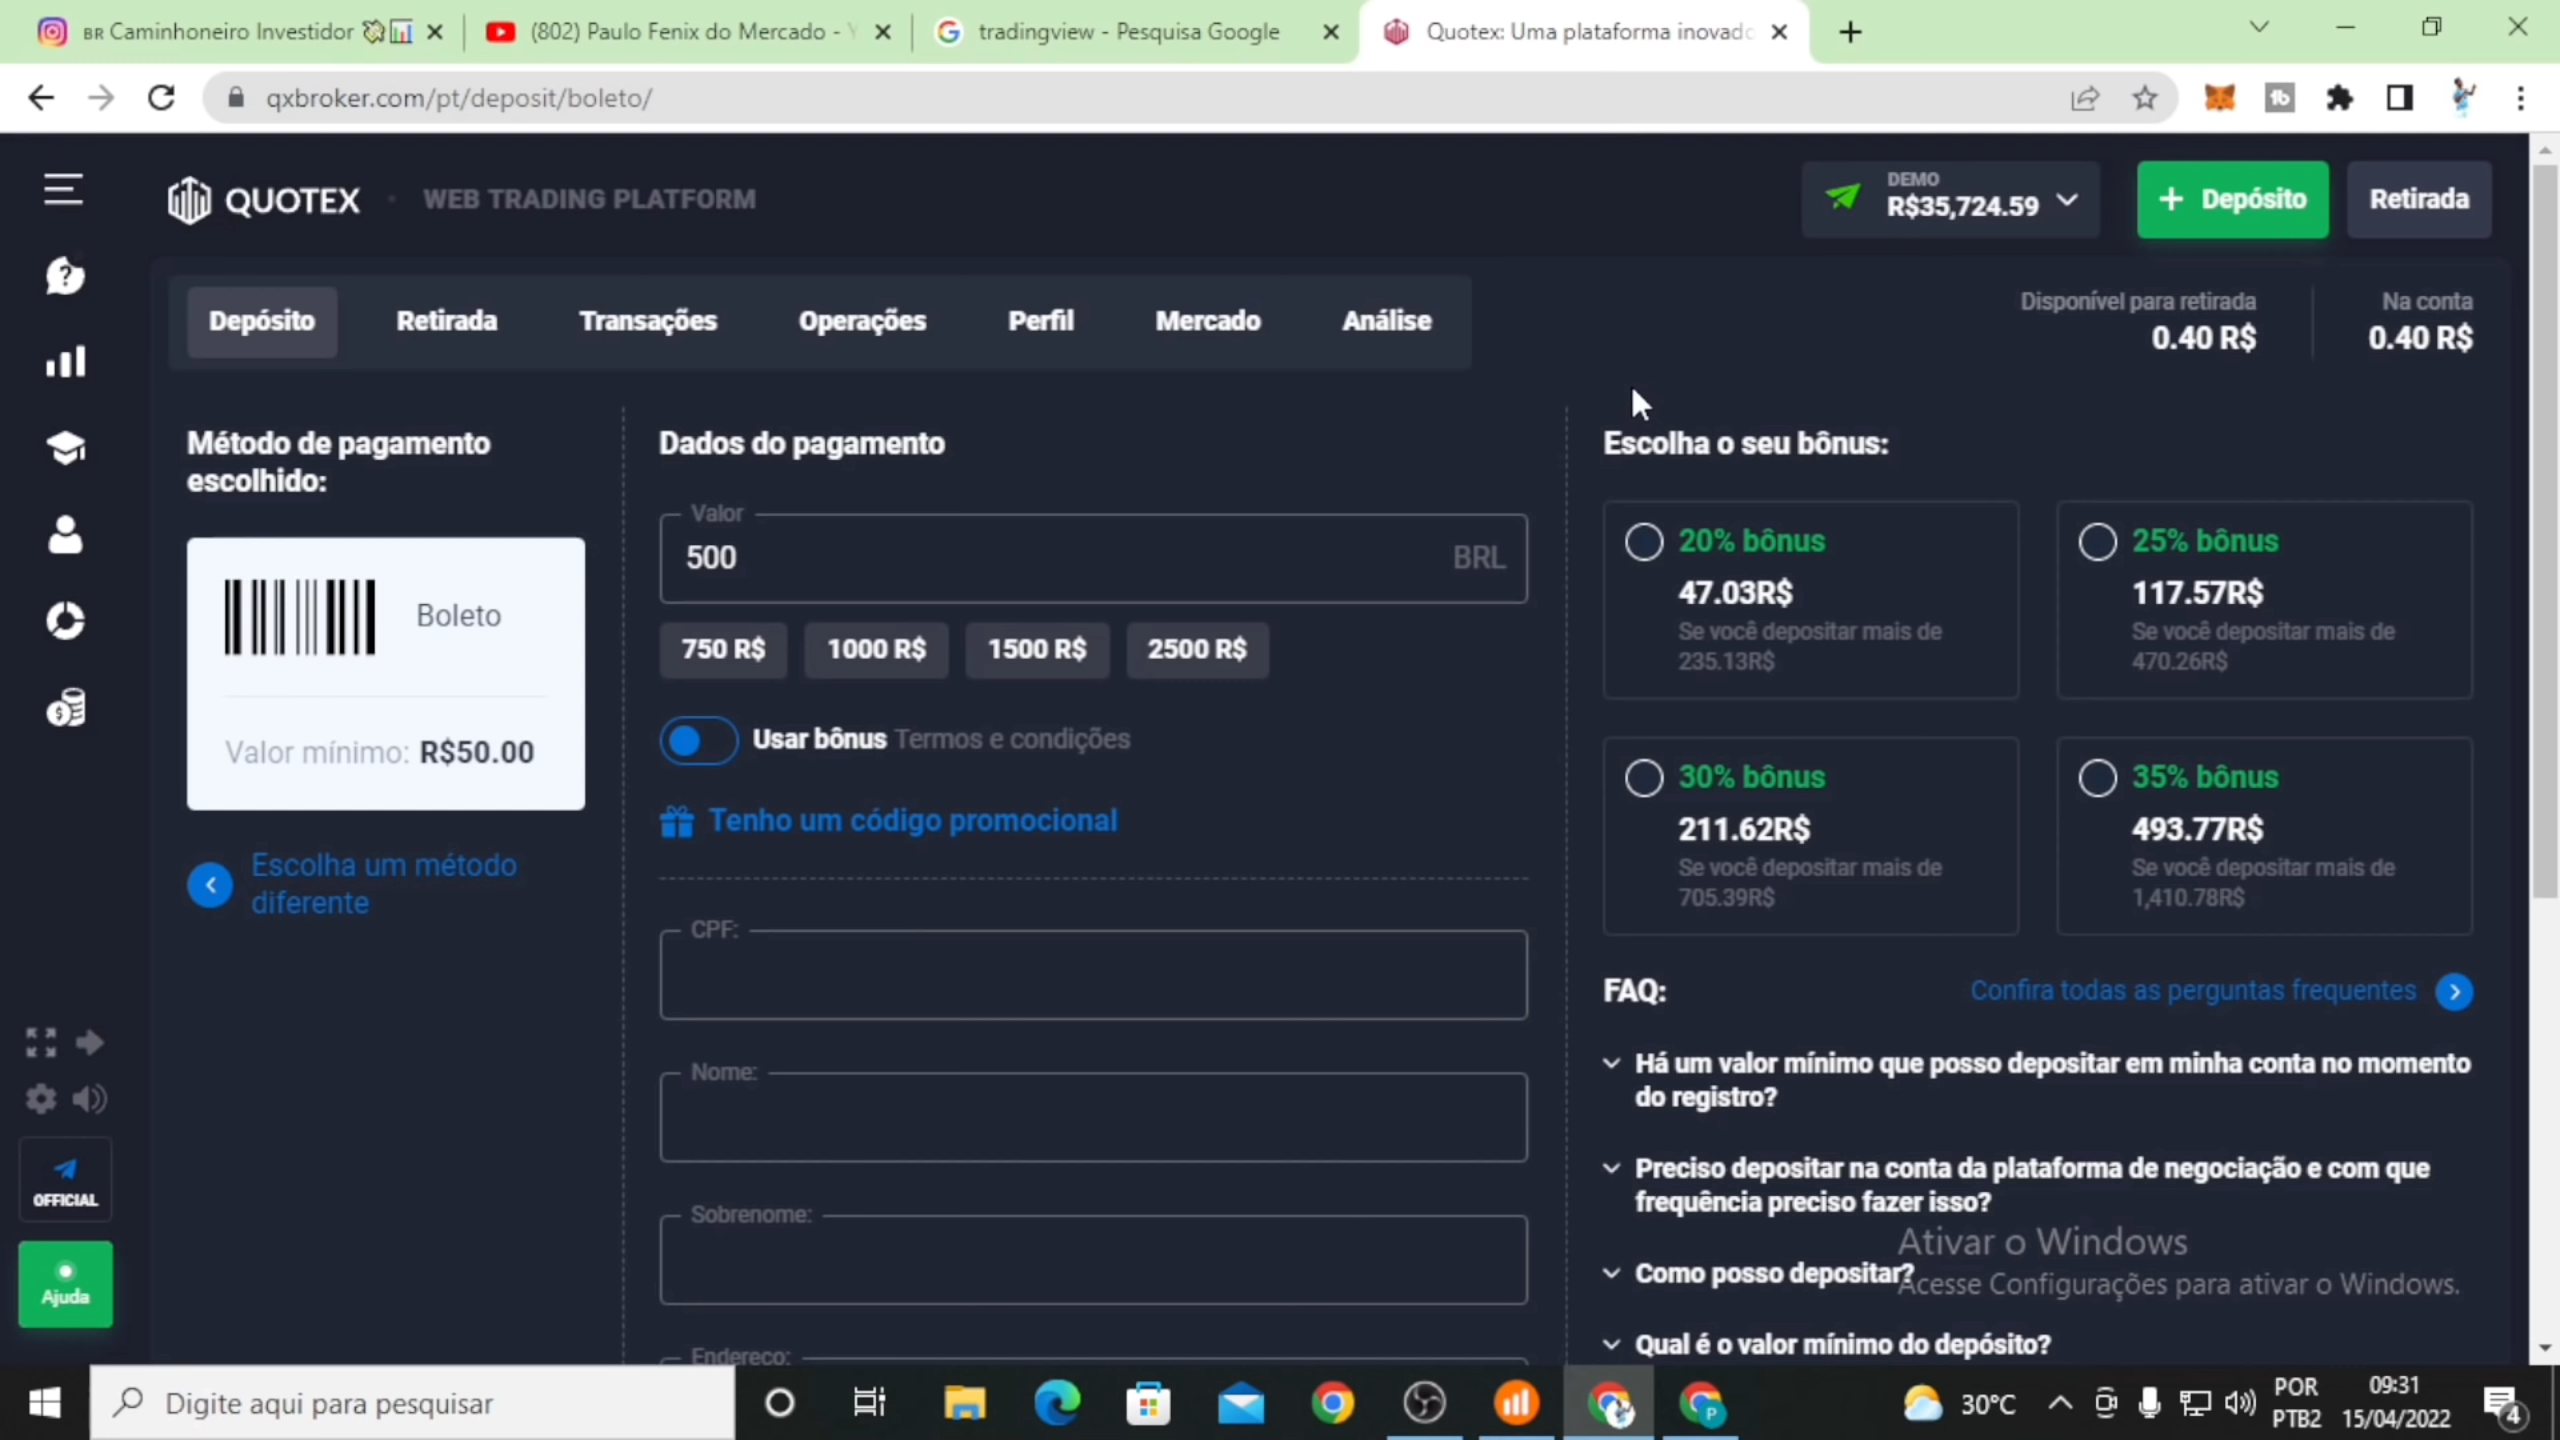 BR Caminhoneiro Investidor
(802) Paulo Fenix do Mercado - Y
tradingview - Pesquisa Google
Quotex: Uma plataforma inovado
qxbroker.com/pt/deposit/boleto/
QUOTEX
WEB TRADING PLATFORM
DEMO
R$35,724.59
+ Depósito
Retirada
Depósito
Retirada
Transações
Operações
Perfil
Mercado
Análise
Disponível para retirada
0.40 R$
Na conta
0.40 R$
Método de pagamento
escolhido:
Boleto
Valor mínimo: R$50.00
Escolha um método
diferente
Dados do pagamento
Valor
500
BRL
750 R$
1000 R$
1500 R$
2500 R$
Usar bônus Termos e condições
Tenho um código promocional
CPF:
Nome:
Sobrenome:
Endereço:
Escolha o seu bônus:
20% bônus
47.03R$
Se você depositar mais de
235.13R$
25% bônus
117.57R$
Se você depositar mais de
470.26R$
30% bônus
211.62R$
Se você depositar mais de
705.39R$
35% bônus
493.77R$
Se você depositar mais de
1,410.78R$
FAQ:
Confira todas as perguntas frequentes
Há um valor mínimo que posso depositar em minha conta no momento
do registro?
Preciso depositar na conta da plataforma de negociação e com que
frequência preciso fazer isso?
Como posso depositar?
Qual é o valor mínimo do depósito?
Ativar o Windows
Acesse Configurações para ativar o Windows.
OFFICIAL
Ajuda
Digite aqui para pesquisar
30°C
POR
PTB2
09:31
15/04/2022
4